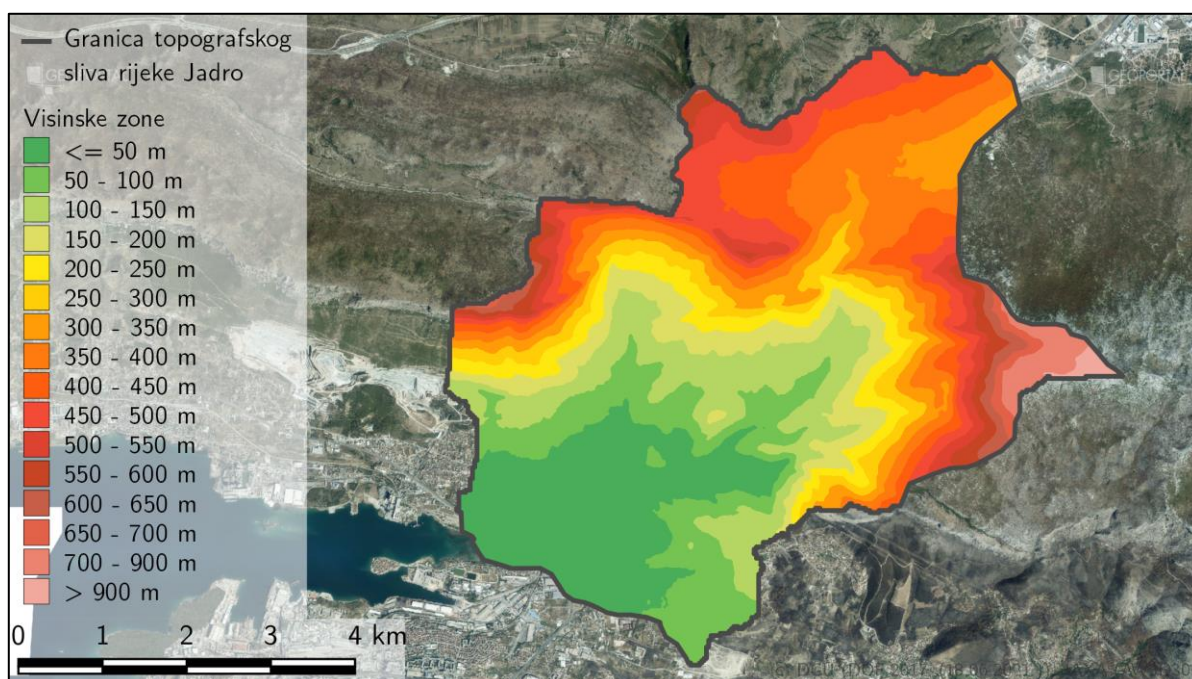 Granica topografskog
sliva rijeke Jadro
Visinske zone
<= 50 m
50 - 100 m
100 - 150 m
150 - 200 m
200 - 250 m
250 - 300 m
300 - 350 m
350 - 400 m
400 - 450 m
450 - 500 m
500 - 550 m
550 - 600 m
600 - 650 m
650 - 700 m
700 - 900 m
> 900 m
0 1 2 3 4 km
GEOPORTAL